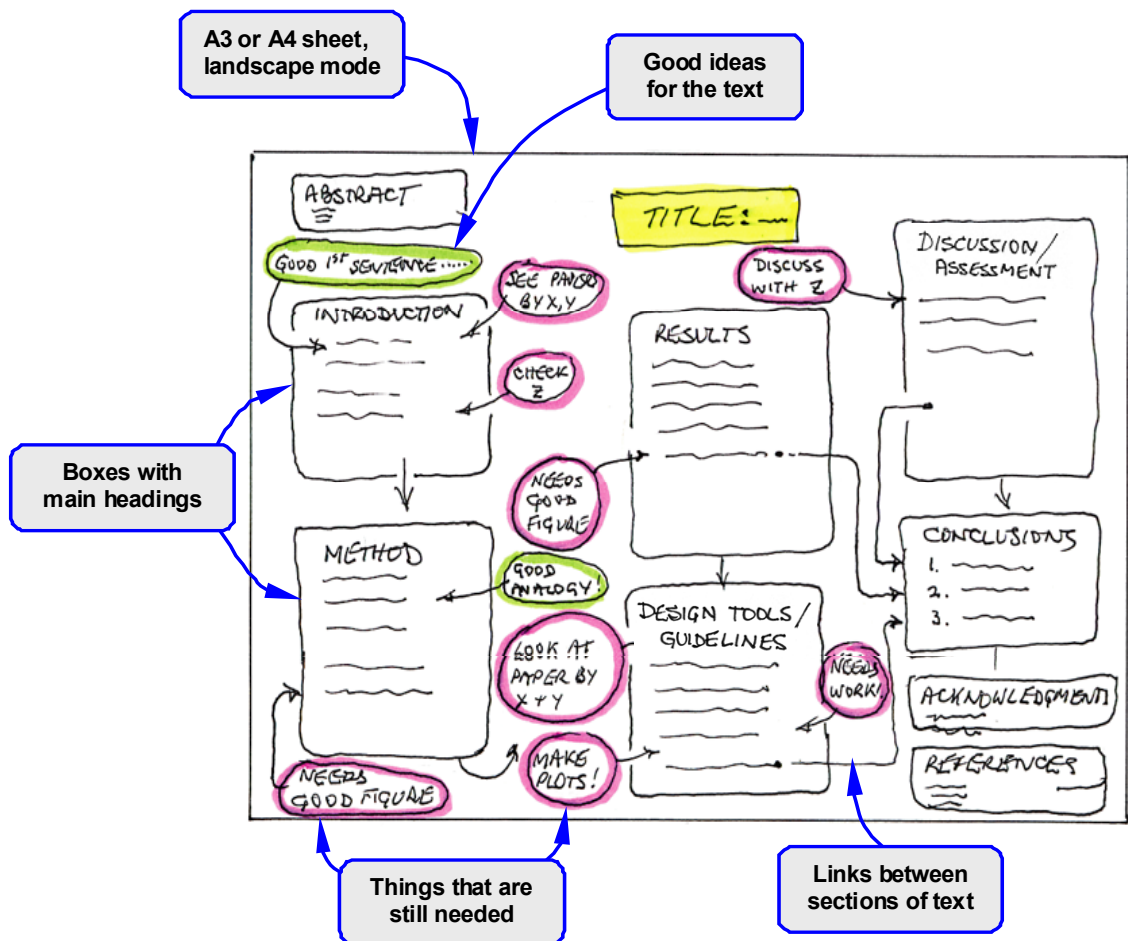 A3 or A4 sheet,
landscape mode
Good ideas
for the text
ABSTRACT
TITLE:
GOOD 1ST SENTENCE......
SEE PAPERS
BY X,Y
DISCUSS
WITH Z
DISCUSSION/
ASSESSMENT
INTRODUCTION
RESULTS
CHECK
Z
Boxes with
main headings
NEEDS
GOOD
FIGURE
METHOD
GOOD
ANALOGY!
CONCLUSIONS
1.
2.
3.
DESIGN TOOLS/
GUIDELINES
LOOK AT
PAPER BY
X + Y
NEEDS
WORK!
ACKNOWLEDGMENTS
MAKE
PLOTS!
REFERENCES
NEEDS
GOOD FIGURE
Things that are
still needed
Links between
sections of text